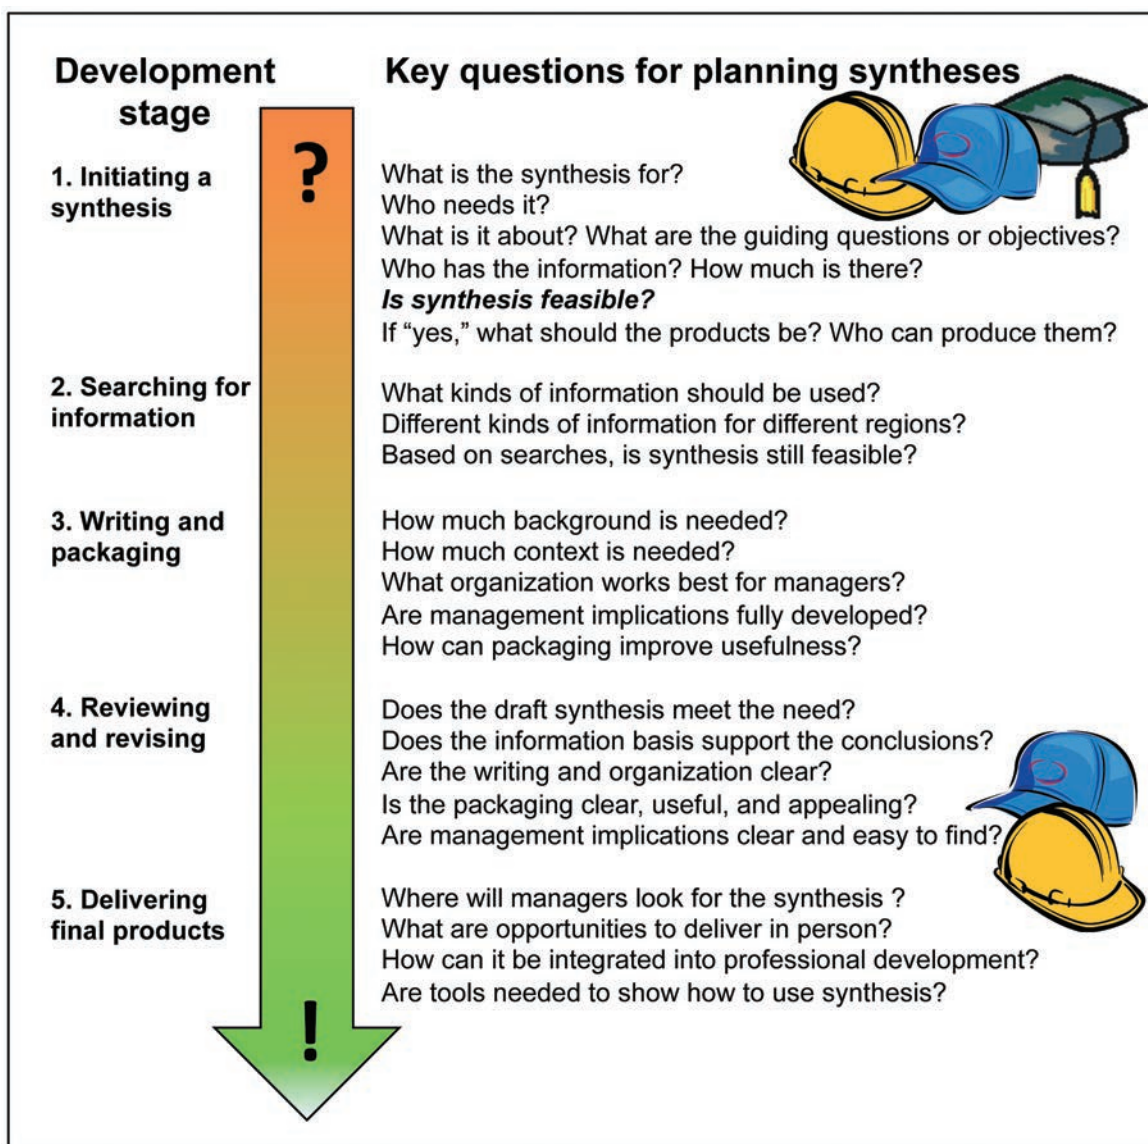 Development
stage
Key questions for planning syntheses
?
1. Initiating a
synthesis
What is the synthesis for?
Who needs it?
What is it about? What are the guiding questions or objectives?
Who has the information? How much is there?
Is synthesis feasible?
If “yes,” what should the products be? Who can produce them?
2. Searching for
information
What kinds of information should be used?
Different kinds of information for different regions?
Based on searches, is synthesis still feasible?
3. Writing and
packaging
How much background is needed?
How much context is needed?
What organization works best for managers?
Are management implications fully developed?
How can packaging improve usefulness?
4. Reviewing
and revising
Does the draft synthesis meet the need?
Does the information basis support the conclusions?
Are the writing and organization clear?
Is the packaging clear, useful, and appealing?
Are management implications clear and easy to find?
5. Delivering
final products
Where will managers look for the synthesis ?
What are opportunities to deliver in person?
How can it be integrated into professional development?
Are tools needed to show how to use synthesis?
!